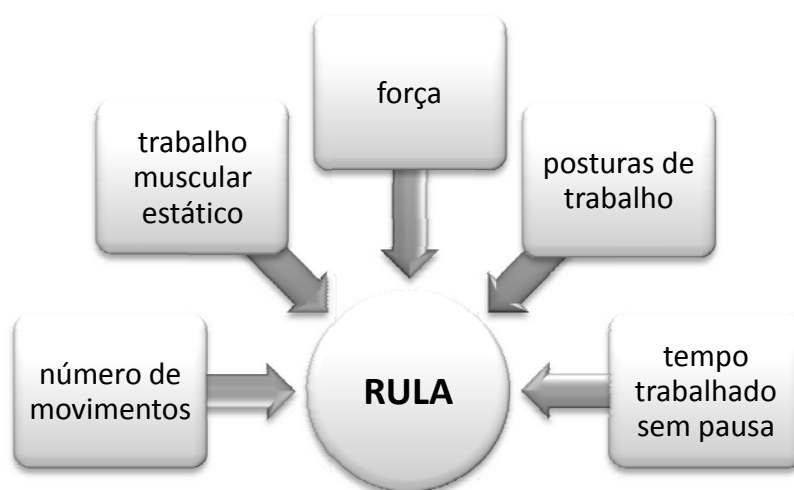 força
trabalho
muscular
estático
posturas de
trabalho
número de
movimentos
RULA
tempo
trabalhado
sem pausa